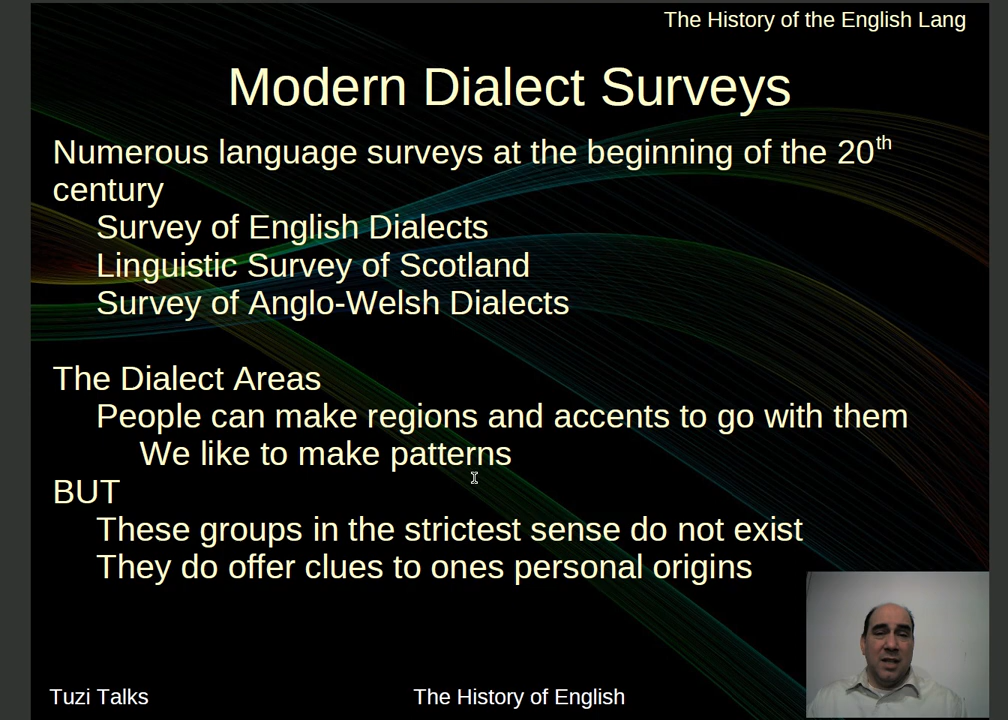 The History of the English Lang
Modern Dialect Surveys
Numerous language surveys at the beginning of the 20th
century
Survey of English Dialects
Linguistic Survey of Scotland
Survey of Anglo-Welsh Dialects
The Dialect Areas
People can make regions and accents to go with them
We like to make patterns
BUT
These groups in the strictest sense do not exist
They do offer clues to ones personal origins
Tuzi Talks
The History of English